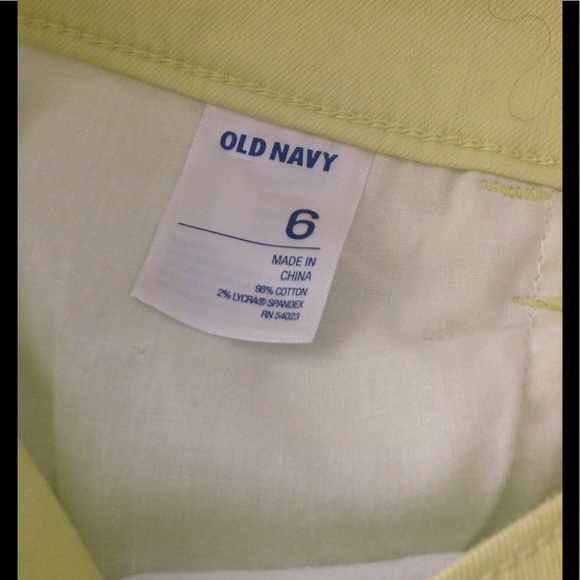 OLD NAVY
6
MADE IN
CHINA
98% COTTON
2% LYCRA® SPANDEX
RN 54023